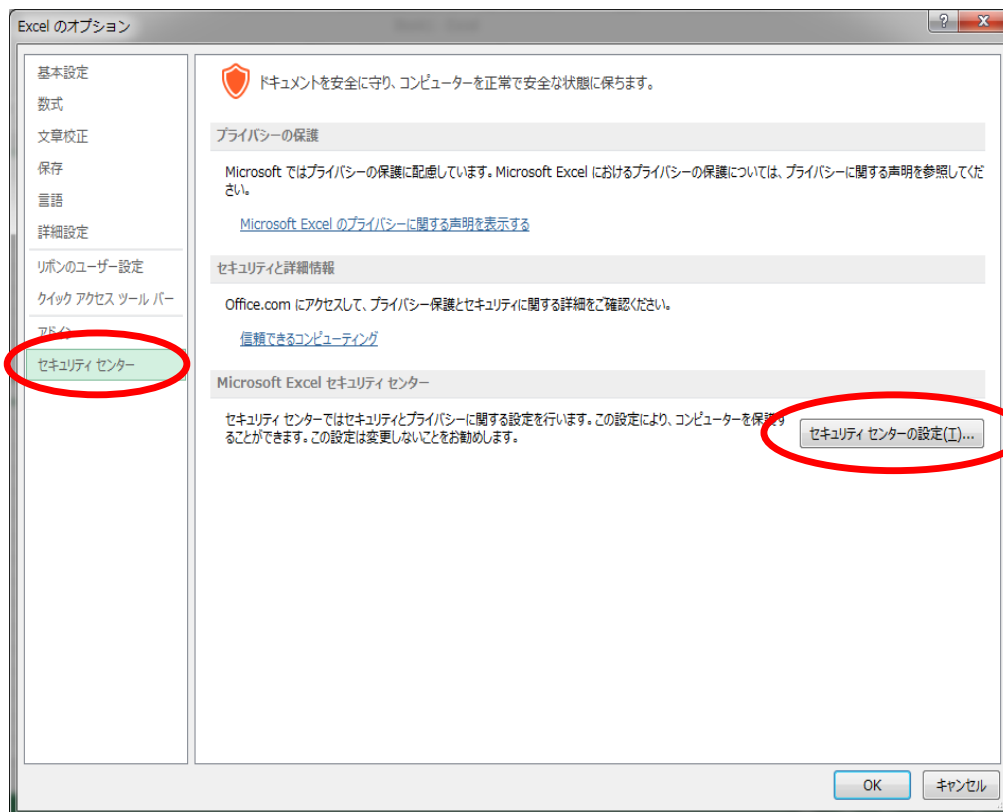 Excel のオプション
基本設定
数式
文章校正
保存
言語
詳細設定
リボンのユーザー設定
クイック アクセス ツール バー
アドイン
セキュリティ センター
ドキュメントを安全に守り、コンピューターを正常で安全な状態に保ちます。
プライバシーの保護
Microsoft ではプライバシーの保護に配慮しています。Microsoft Excel におけるプライバシーの保護については、プライバシーに関する声明を参照してくだ
さい。
Microsoft Excel のプライバシーに関する声明を表示する
セキュリティと詳細情報
Office.com にアクセスして、プライバシー保護とセキュリティに関する詳細をご確認ください。
信頼できるコンピューティング
Microsoft Excel セキュリティ センター
セキュリティ センターではセキュリティとプライバシーに関する設定を行います。この設定により、コンピューターを保護す
ることができます。この設定は変更しないことをお勧めします。
セキュリティ センターの設定(T)...
OK
キャンセル